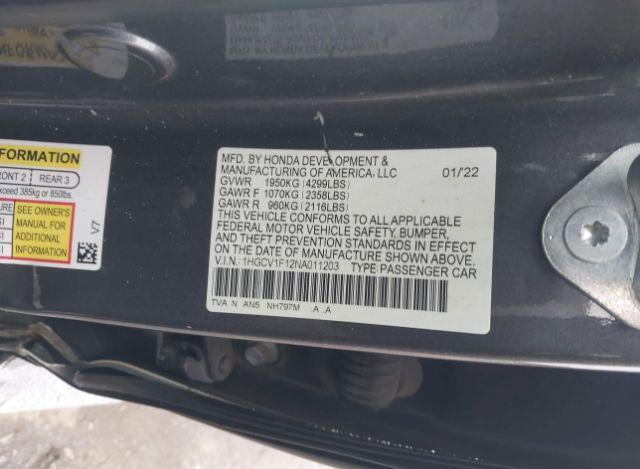 INFORMATION
FRONT 2 REAR 3
exceed 385kg or 850lbs.
SEE OWNER'S
MANUAL FOR
ADDITIONAL
INFORMATION
V7
MFD. BY HONDA DEVELOPMENT &
MANUFACTURING OF AMERICA, LLC 01/22
GVWR 1950KG (4299LBS)
GAWR F 1070KG (2358LBS)
GAWR R 960KG (2116LBS)
THIS VEHICLE CONFORMS TO ALL APPLICABLE
FEDERAL MOTOR VEHICLE SAFETY, BUMPER,
AND THEFT PREVENTION STANDARDS IN EFFECT
ON THE DATE OF MANUFACTURE SHOWN ABOVE.
V.I.N.: 1HGCV1F12NA011203 TYPE PASSENGER CAR
TVA N AN5 NH797M .A .A